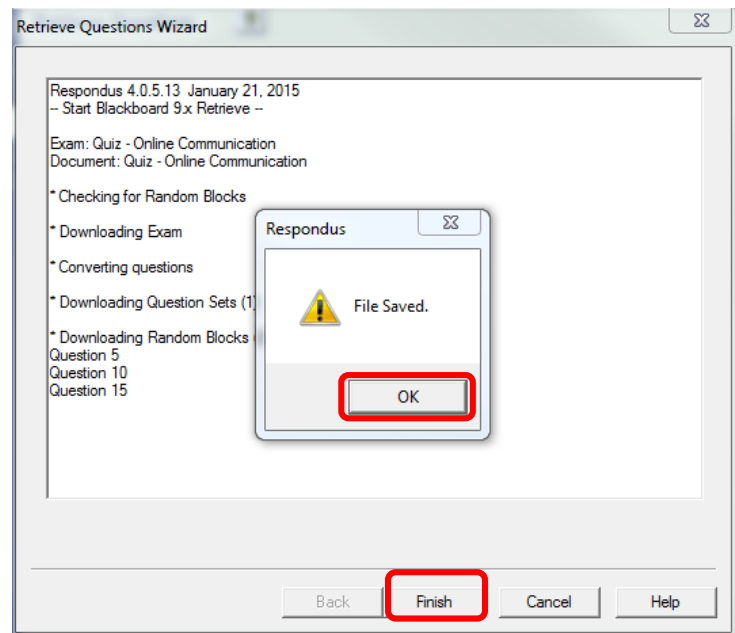 Retrieve Questions Wizard
Respondus 4.0.5.13 January 21, 2015
-- Start Blackboard 9.x Retrieve --
Exam: Quiz - Online Communication
Document: Quiz - Online Communication
* Checking for Random Blocks
* Downloading Exam
* Converting questions
* Downloading Question Sets (1)
* Downloading Random Blocks
Question 5
Question 10
Question 15
Respondus
File Saved.
OK
Back
Finish
Cancel
Help